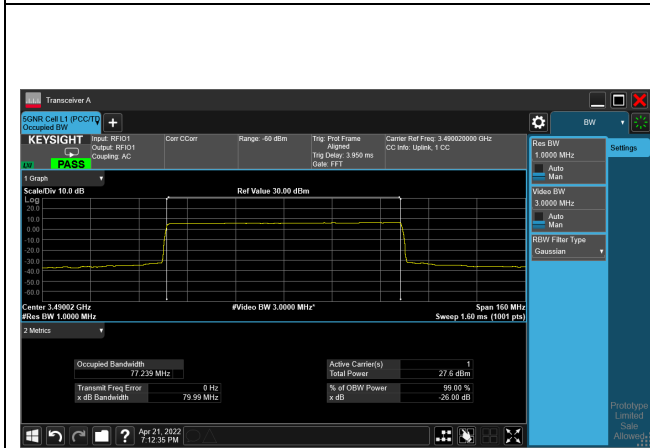 Transceiver A
5GNR Cell L1 (PCC/TD
Occupied BW
BW
KEYSIGHT
LXI
PASS
Input: RFIO1
Output: RFIO1
Coupling: AC
Corr CCorr
Range: -60 dBm
Trig: Prot Frame
Aligned
Trig Delay: 3.950 ms
Gate: FFT
Carrier Ref Freq: 3.490020000 GHz
CC Info: Uplink, 1 CC
Res BW
1.0000 MHz
Auto
Man
Settings
Video BW
3.0000 MHz
Auto
Man
RBW Filter Type
Gaussian
1 Graph
Scale/Div 10.0 dB
Ref Value 30.00 dBm
Log
20.0
10.0
0.00
-10.0
-20.0
-30.0
-40.0
-50.0
-60.0
Center 3.49002 GHz
#Video BW 3.0000 MHz*
Span 160 MHz
#Res BW 1.0000 MHz
Sweep 1.60 ms (1001 pts)
2 Metrics
Occupied Bandwidth
77.239 MHz
Active Carrier(s) 1
Total Power 27.6 dBm
Transmit Freq Error 0 Hz
x dB Bandwidth 79.99 MHz
% of OBW Power 99.00 %
x dB -26.00 dB
Prototype
Limited
Sale
Allowed
Apr 21, 2022
7:12:35 PM